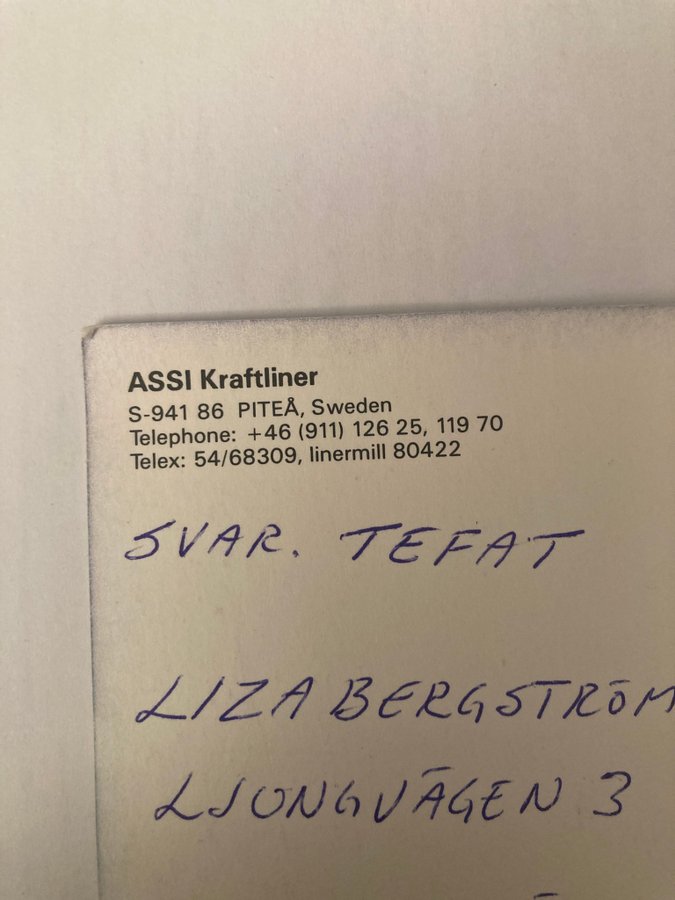 ASSI Kraftliner
S-941 86 PITEÅ, Sweden
Telephone: +46 (911) 126 25, 119 70
Telex: 54/68309, linermill 80422
SVAR. TEFAT
LIZA BERGSTRÖM
LJUNGVÄGEN 3